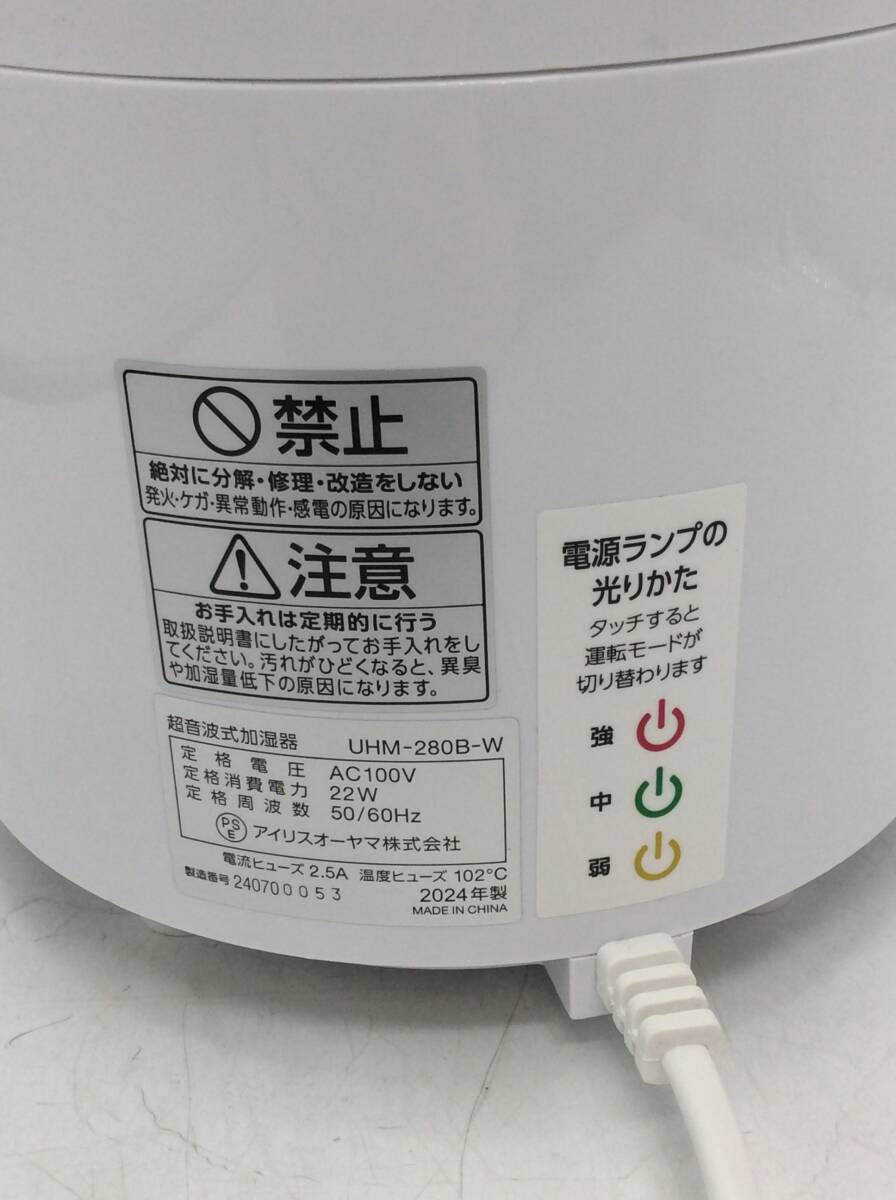 禁止
絶対に分解・修理・改造をしない
発火・ケガ・異常動作・感電の原因になります。
注意
お手入れは定期的に行う
取扱説明書にしたがってお手入れをし
てください。汚れがひどくなると、異臭
や加湿量低下の原因になります。
超音波式加湿器 UHM-280B-W
定格電圧 AC100V
定格消費電力 22W
定格周波数 50/60Hz
PSE アイリスオーヤマ株式会社
電流ヒューズ 2.5A 温度ヒューズ 102℃
製造番号 240700053 2024年製
MADE IN CHINA
電源ランプの
光りかた
タッチすると
運転モードが
切り替わります
強
中
弱